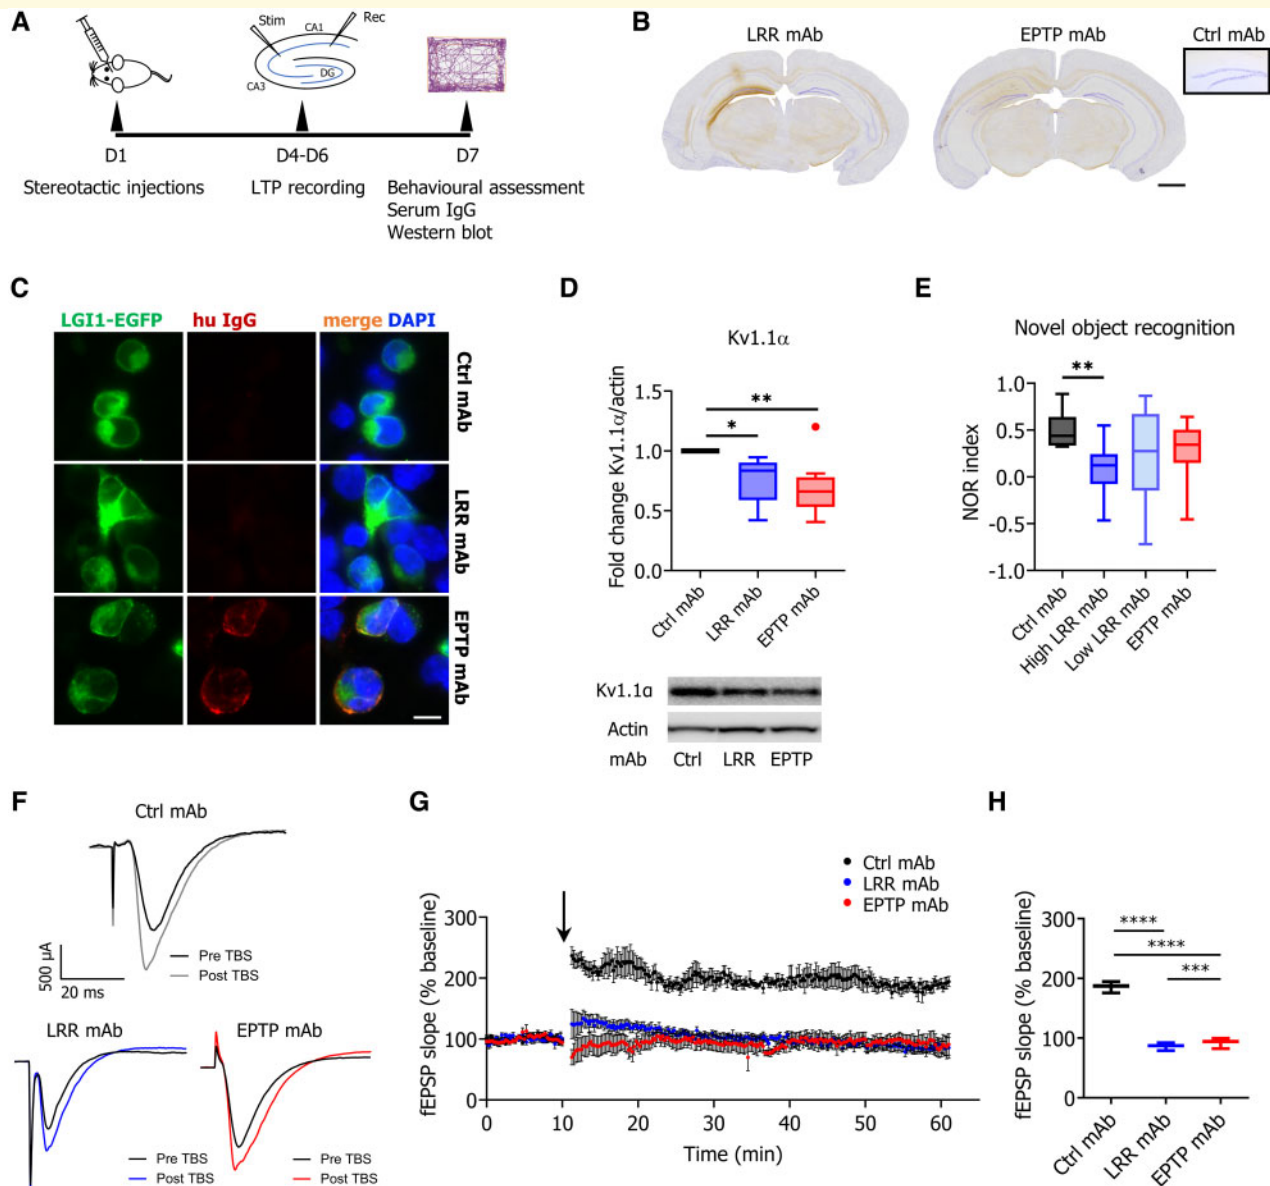 A
Stim
Rec
CA1
DG
CA3
D1
D4-D6
D7
Stereotactic injections
LTP recording
Behavioural assessment
Serum IgG
Western blot
B
LRR mAb
EPTP mAb
Ctrl mAb
C
LGI1-EGFP
hu IgG
merge DAPI
Ctrl mAb
LRR mAb
EPTP mAb
D
Kv1.1α
Fold change Kv1.1α/actin
1.5
1.0
0.5
0.0
**
*
Ctrl mAb
LRR mAb
EPTP mAb
Kv1.1α
Actin
mAb
Ctrl
LRR
EPTP
E
Novel object recognition
NOR index
1.0
0.5
0.0
-0.5
-1.0
**
Ctrl mAb
High LRR mAb
Low LRR mAb
EPTP mAb
F
Ctrl mAb
500 µA
20 ms
Pre TBS
Post TBS
LRR mAb
Pre TBS
Post TBS
EPTP mAb
Pre TBS
Post TBS
G
Ctrl mAb
LRR mAb
EPTP mAb
fEPSP slope (% baseline)
300
200
100
0
0
10
20
30
40
50
60
Time (min)
H
fEPSP slope (% baseline)
300
200
100
0
****
****
***
Ctrl mAb
LRR mAb
EPTP mAb